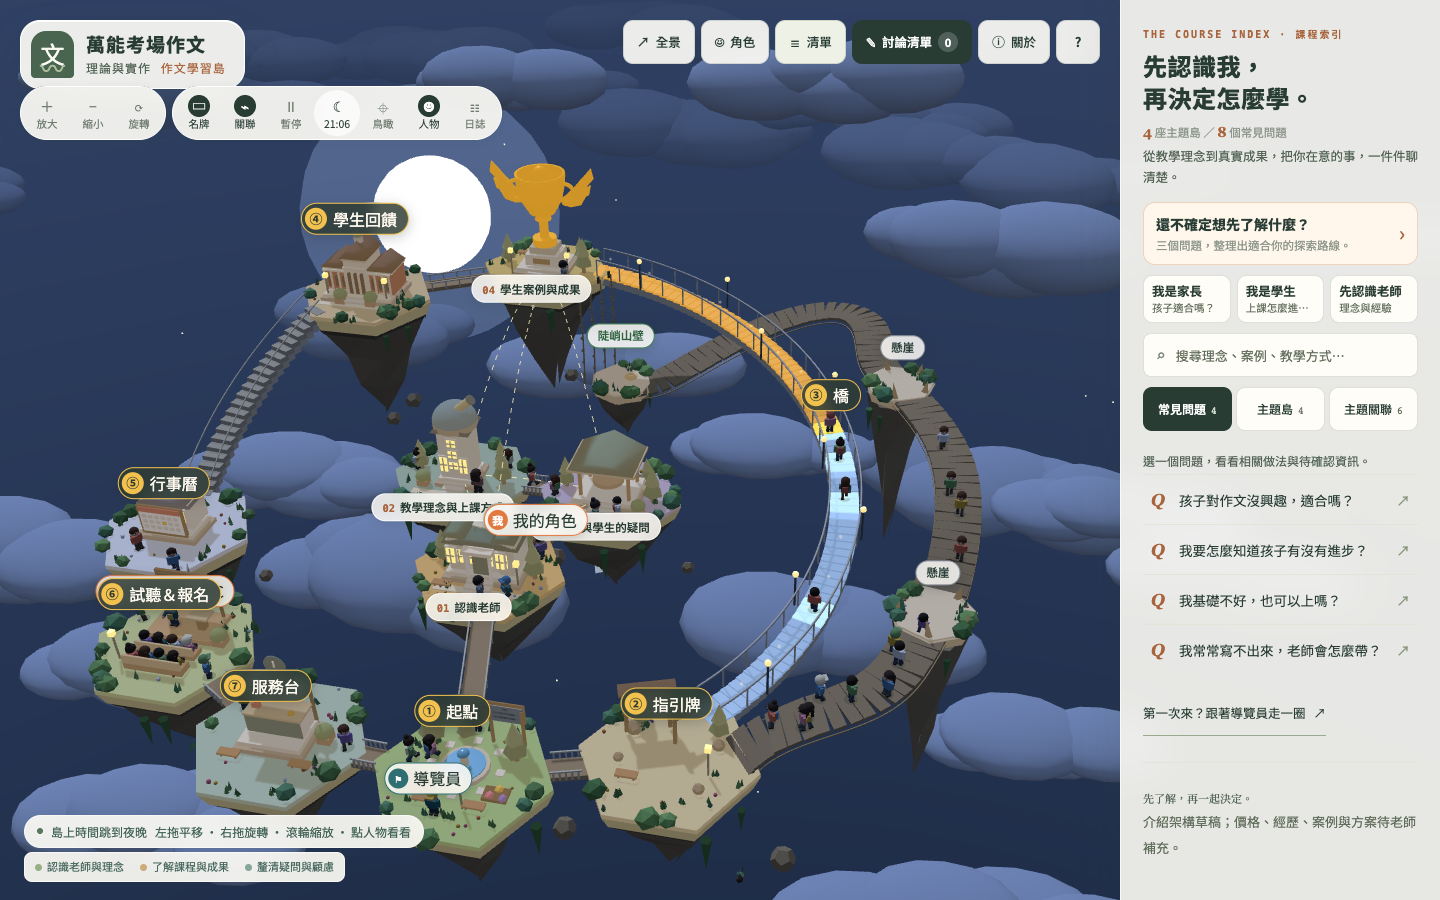 文
萬能考場作文
理論與實作 作文學習島
放大
縮小
旋轉
名牌
關聯
暫停
21:06
鳥瞰
人物
日誌
↗ 全景
角色
≡ 清單
討論清單 0
ⓘ 關於
?
④ 學生回饋
04 學生案例與成果
陡峭山壁
懸崖
③ 橋
⑤ 行事曆
02 教學理念與上課方
我 我的角色
與學生的疑問
懸崖
⑥ 試聽＆報名
01 認識老師
⑦ 服務台
① 起點
② 指引牌
導覽員
島上時間跳到夜晚 左拖平移・右拖旋轉・滾輪縮放・點人物看看
認識老師與理念
了解課程與成果
釐清疑問與顧慮
THE COURSE INDEX · 課程索引
先認識我，
再決定怎麼學。
4 座主題島 ／ 8 個常見問題
從教學理念到真實成果，把你在意的事，一件件聊
清楚。
還不確定想先了解什麼？
三個問題，整理出適合你的探索路線。
›
我是家長
孩子適合嗎？
我是學生
上課怎麼進…
先認識老師
理念與經驗
搜尋理念、案例、教學方式…
常見問題 4
主題島 4
主題關聯 6
選一個問題，看看相關做法與待確認資訊。
Q 孩子對作文沒興趣，適合嗎？ ↗
Q 我要怎麼知道孩子有沒有進步？ ↗
Q 我基礎不好，也可以上嗎？ ↗
Q 我常常寫不出來，老師會怎麼帶？ ↗
第一次來？跟著導覽員走一圈 ↗
先了解，再一起決定。
介紹架構草稿；價格、經歷、案例與方案待老師
補充。